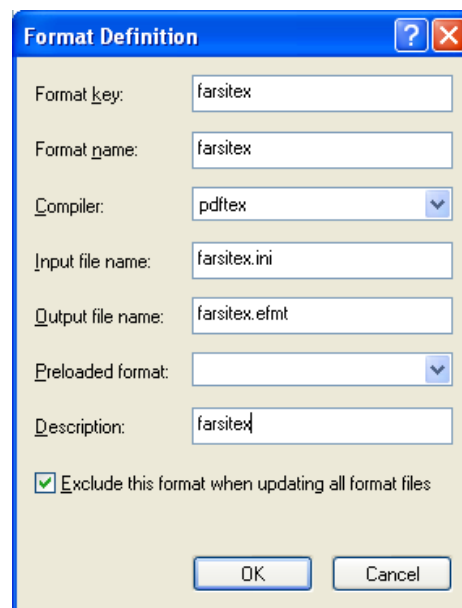 Format Definition
Format key: farsitex
Format name: farsitex
Compiler: pdftex
Input file name: farsitex.ini
Output file name: farsitex.efmt
Preloaded format:
Description: farsitex
Exclude this format when updating all format files
OK Cancel